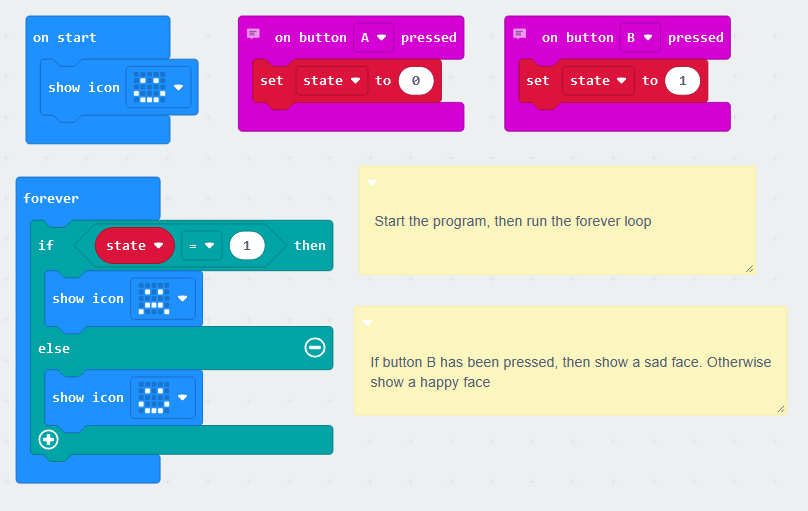 on start
show icon
on button A pressed
set state to 0
on button B pressed
set state to 1
forever
if state = 1 then
show icon
else
show icon
Start the program, then run the forever loop
If button B has been pressed, then show a sad face. Otherwise
show a happy face